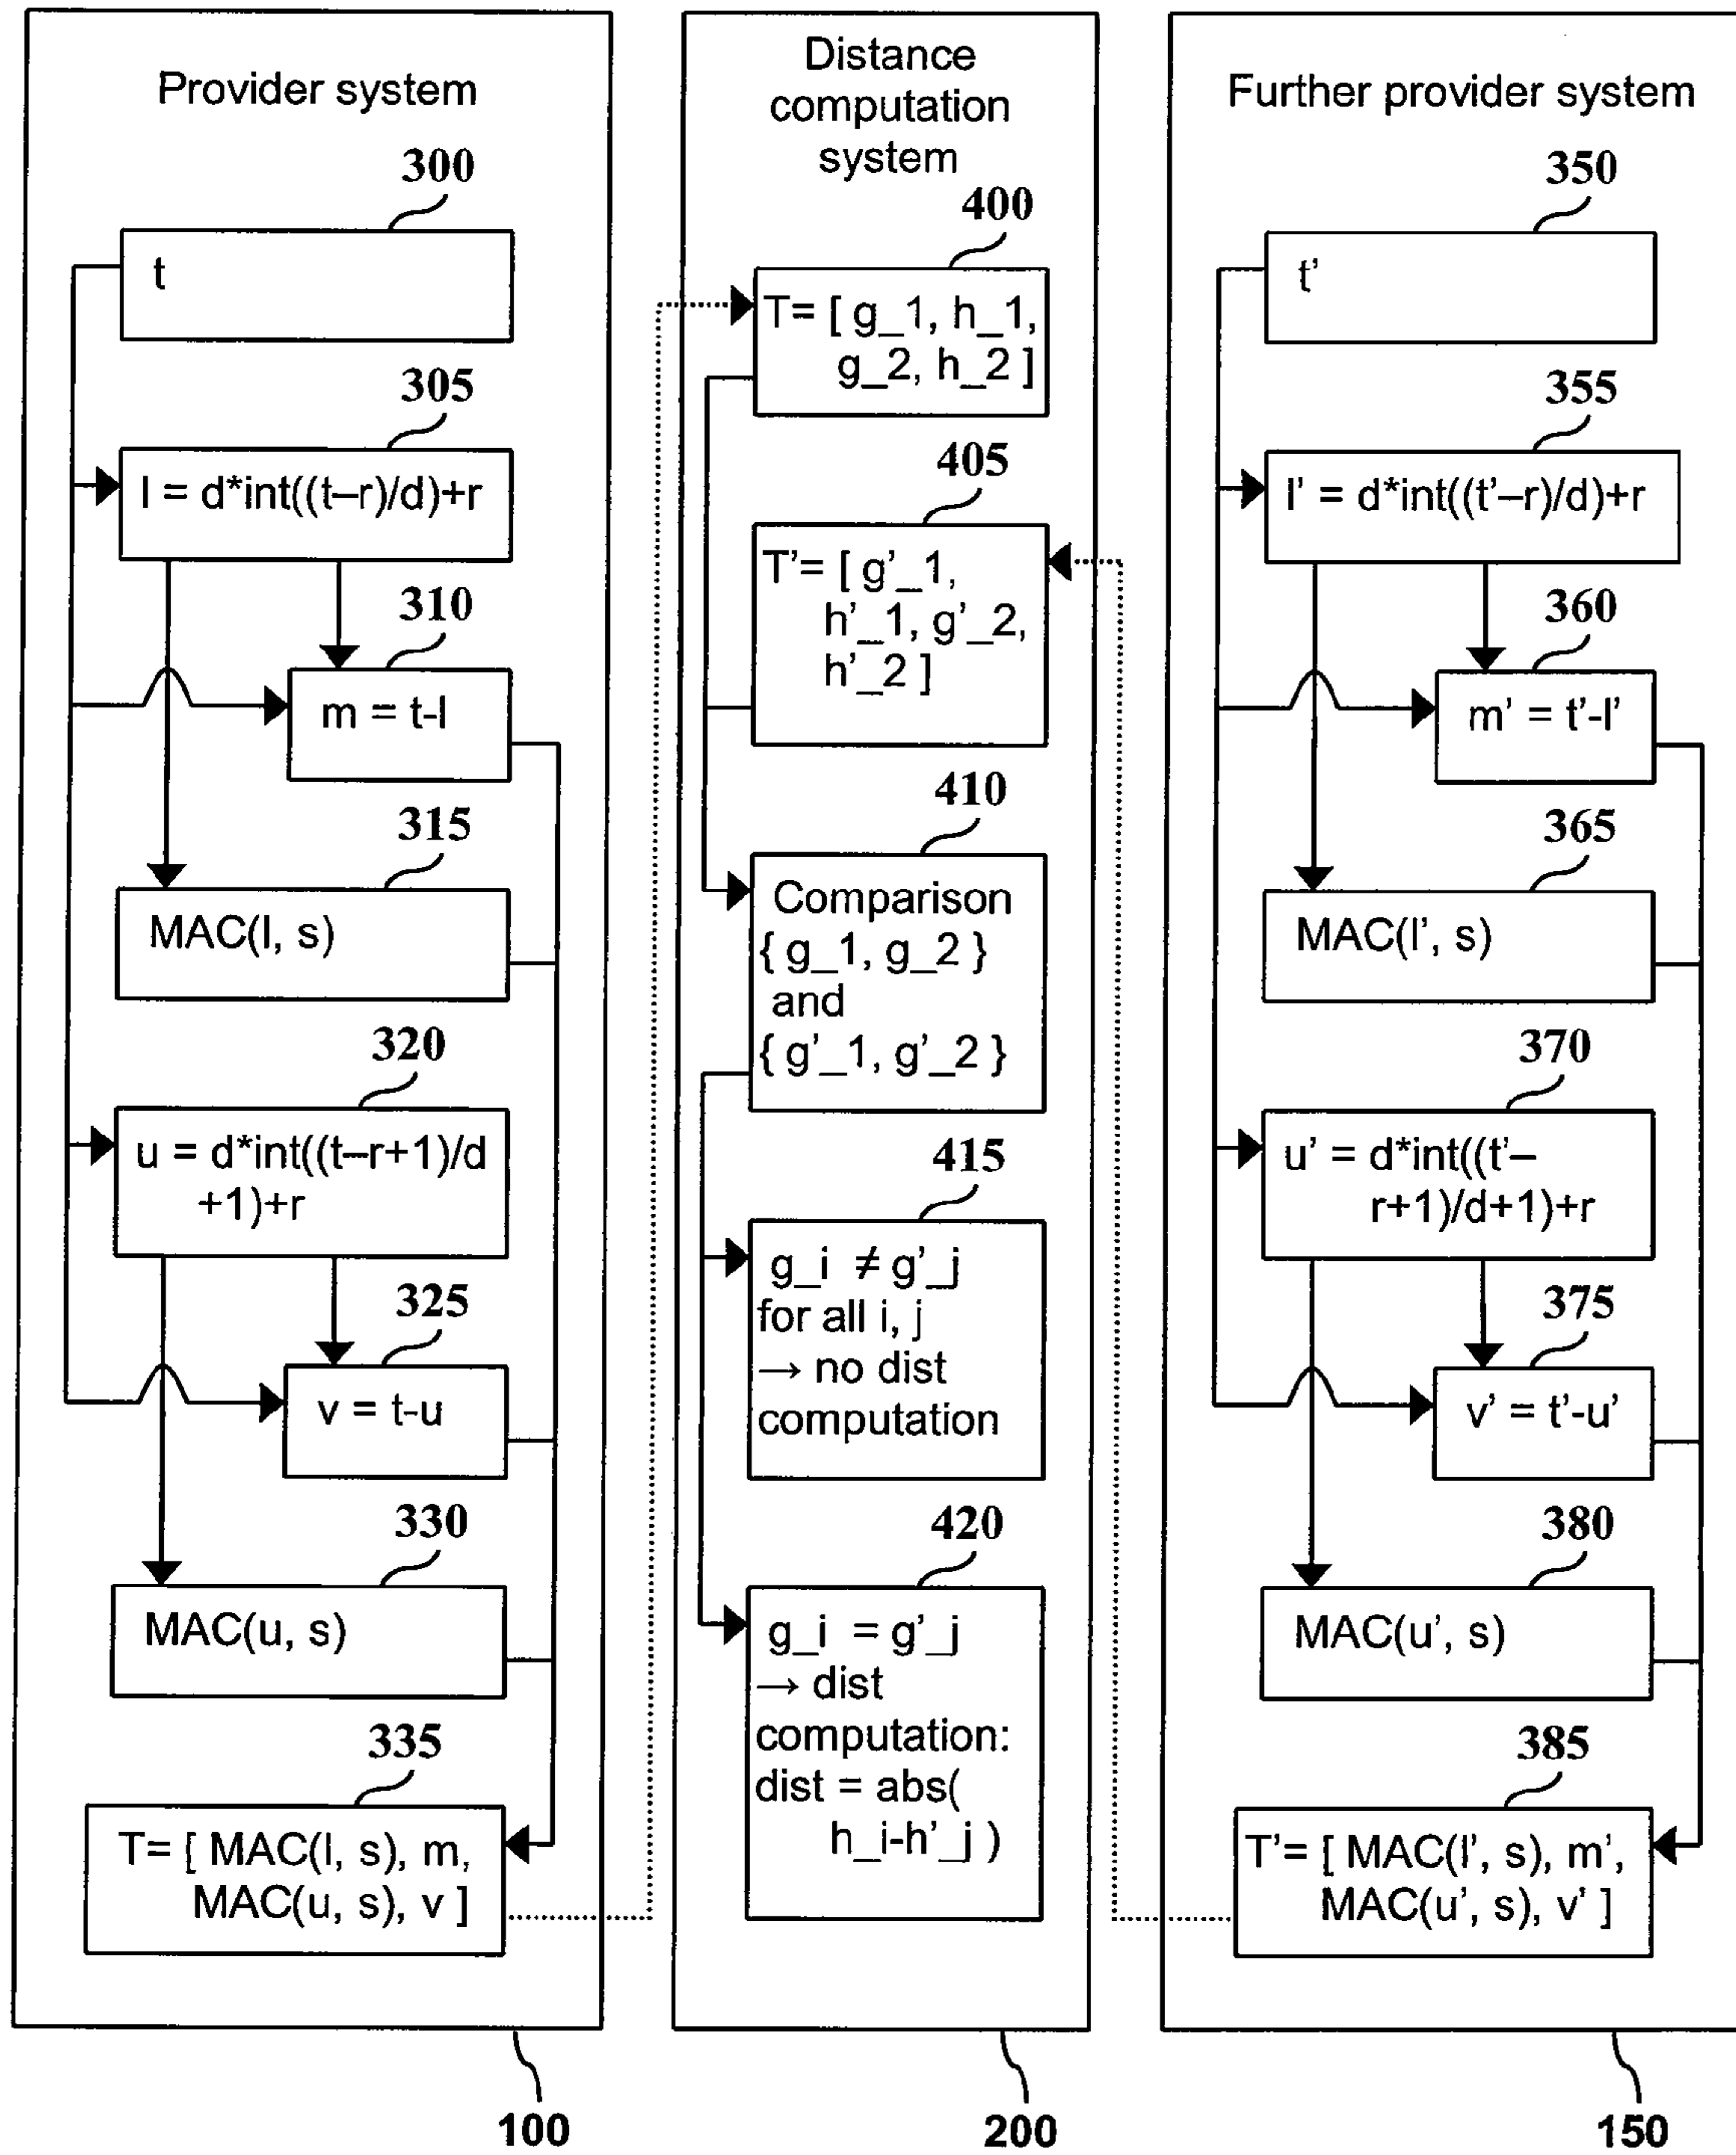 Provider system
300
t
305
l = d*int((t–r)/d)+r
310
m = t-l
315
MAC(l, s)
320
u = d*int((t–r+1)/d
+1)+r
325
v = t-u
330
MAC(u, s)
335
T= [ MAC(l, s), m,
MAC(u, s), v ]
100
Distance
computation
system
400
T= [ g_1, h_1,
g_2, h_2 ]
405
T’= [ g’_1,
h’_1, g’_2,
h’_2 ]
410
Comparison
{ g_1, g_2 }
and
{ g’_1, g’_2 }
415
g_i ≠ g’_j
for all i, j
→ no dist
computation
420
g_i = g’_j
→ dist
computation:
dist = abs(
h_i-h’_j )
200
Further provider system
350
t’
355
l’ = d*int((t’–r)/d)+r
360
m’ = t’-l’
365
MAC(l’, s)
370
u’ = d*int((t’–
r+1)/d+1)+r
375
v’ = t’-u’
380
MAC(u’, s)
385
T’= [ MAC(l’, s), m’,
MAC(u’, s), v’ ]
150